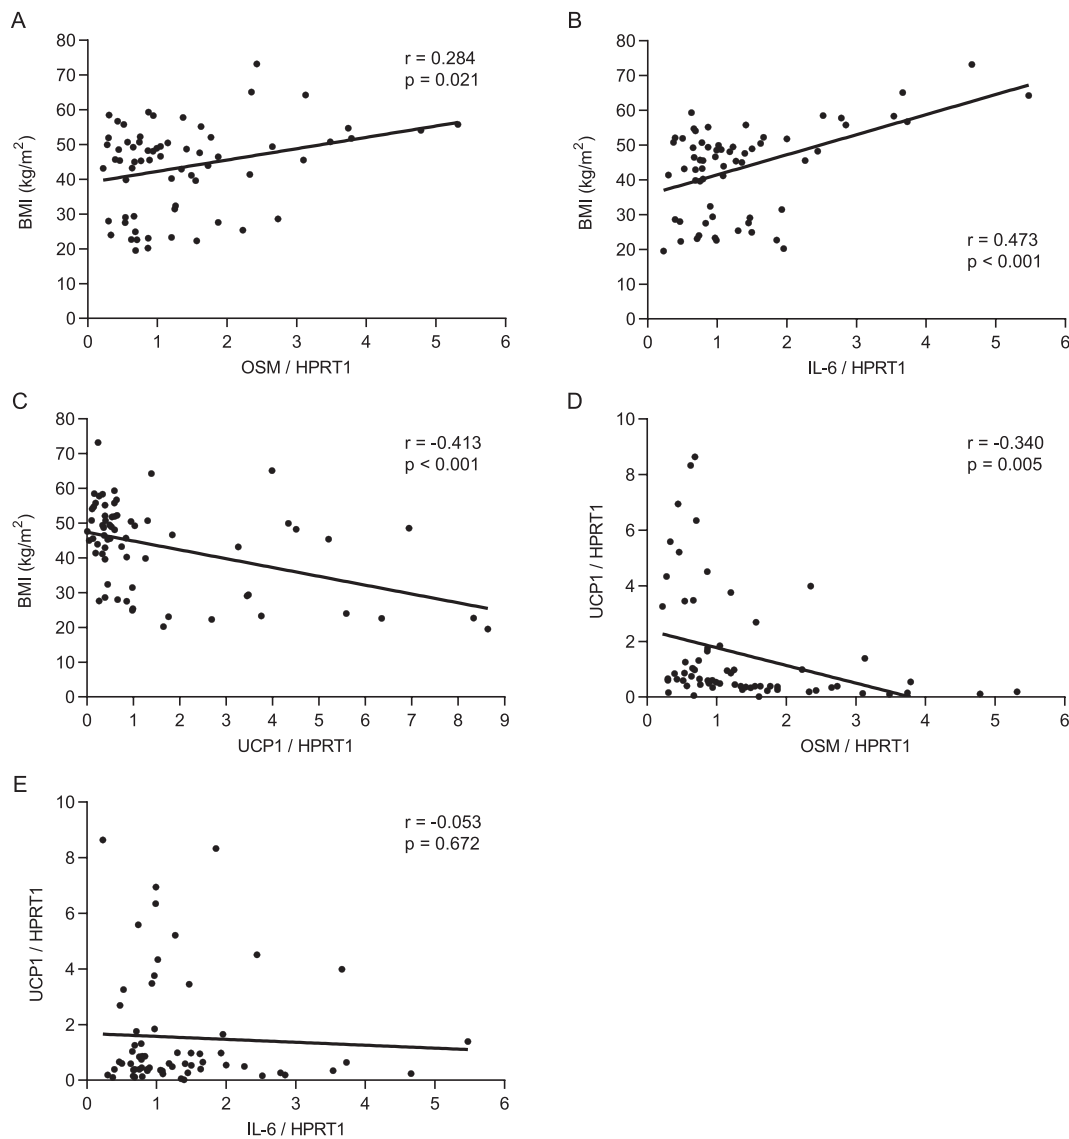 A
80
70
60
50
40
30
20
10
0
BMI (kg/m²)
r = 0.284
p = 0.021
0 1 2 3 4 5 6
OSM / HPRT1
B
80
70
60
50
40
30
20
10
0
BMI (kg/m²)
r = 0.473
p < 0.001
0 1 2 3 4 5 6
IL-6 / HPRT1
C
80
70
60
50
40
30
20
10
0
BMI (kg/m²)
r = -0.413
p < 0.001
0 1 2 3 4 5 6 7 8 9
UCP1 / HPRT1
D
10
8
6
4
2
0
UCP1 / HPRT1
r = -0.340
p = 0.005
0 1 2 3 4 5 6
OSM / HPRT1
E
10
8
6
4
2
0
UCP1 / HPRT1
r = -0.053
p = 0.672
0 1 2 3 4 5 6
IL-6 / HPRT1